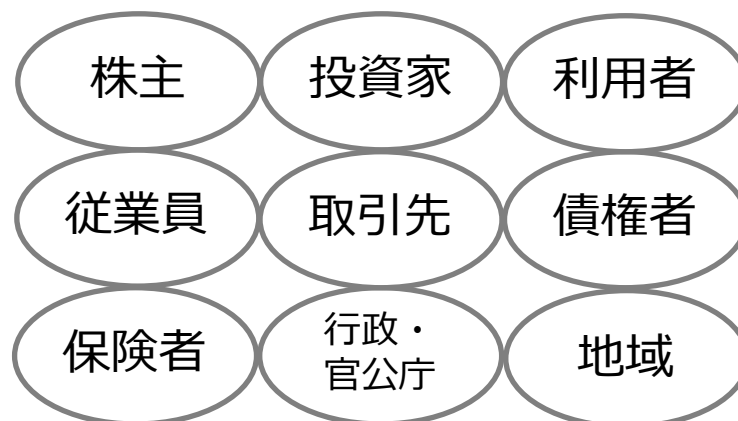 株主
投資家
利用者
従業員
取引先
債権者
保険者
行政・
官公庁
地域